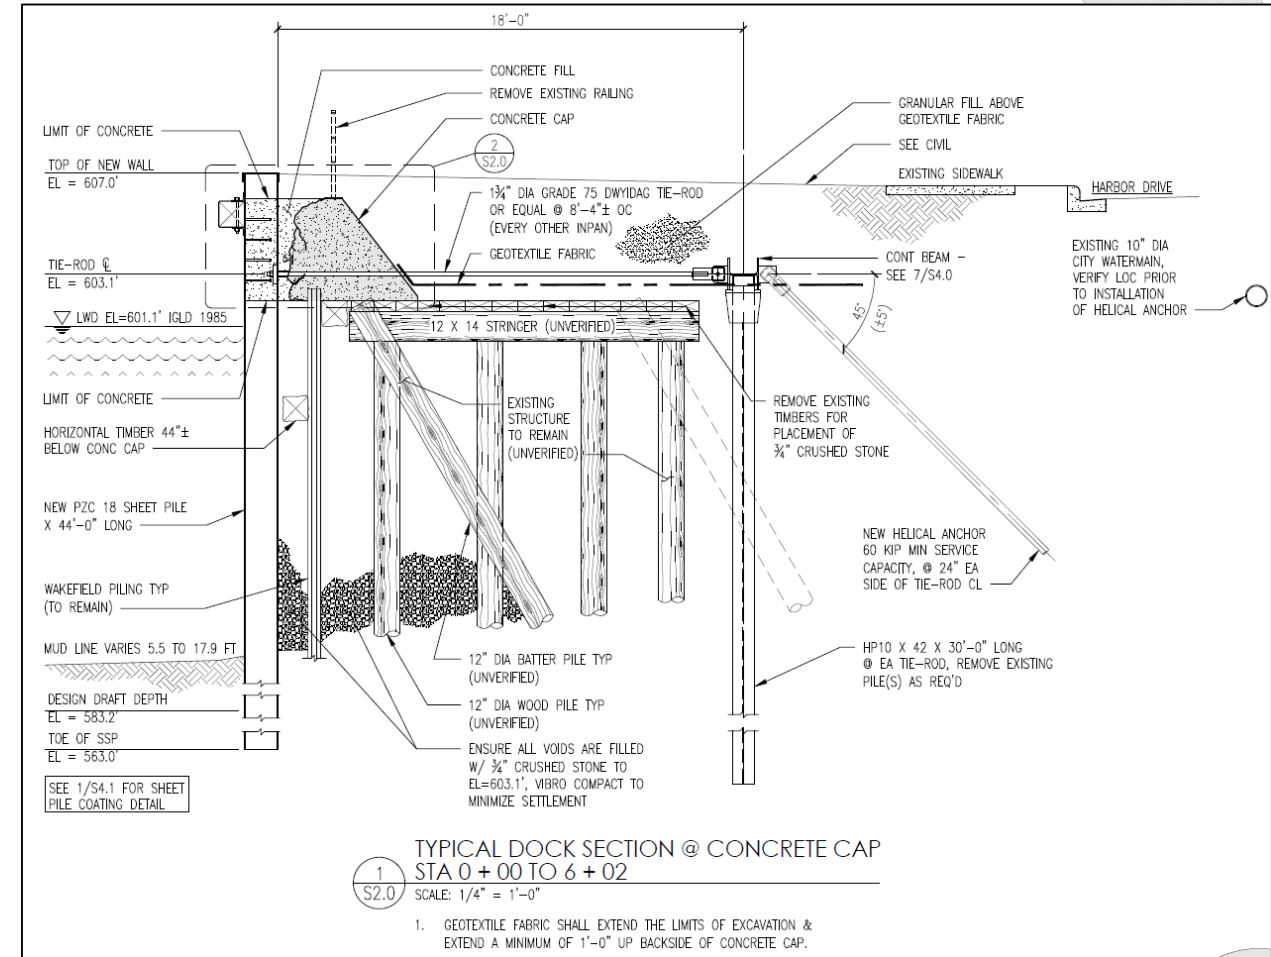 18'-0"
CONCRETE FILL
REMOVE EXISTING RAILING
CONCRETE CAP
2
S2.0
LIMIT OF CONCRETE
TOP OF NEW WALL
EL = 607.0'
GRANULAR FILL ABOVE
GEOTEXTILE FABRIC
SEE CIVIL
EXISTING SIDEWALK
HARBOR DRIVE
1¾" DIA GRADE 75 DWYIDAG TIE-ROD
OR EQUAL @ 8'-4"± OC
(EVERY OTHER INPAN)
GEOTEXTILE FABRIC
TIE-ROD ℄
EL = 603.1'
CONT BEAM -
SEE 7/S4.0
EXISTING 10" DIA
CITY WATERMAIN,
VERIFY LOC PRIOR
TO INSTALLATION
OF HELICAL ANCHOR
LWD EL=601.1' IGLD 1985
12 X 14 STRINGER (UNVERIFIED)
45°
(±5°)
LIMIT OF CONCRETE
HORIZONTAL TIMBER 44"±
BELOW CONC CAP
EXISTING
STRUCTURE
TO REMAIN
(UNVERIFIED)
REMOVE EXISTING
TIMBERS FOR
PLACEMENT OF
¾" CRUSHED STONE
NEW PZC 18 SHEET PILE
X 44'-0" LONG
NEW HELICAL ANCHOR
60 KIP MIN SERVICE
CAPACITY, @ 24" EA
SIDE OF TIE-ROD CL
WAKEFIELD PILING TYP
(TO REMAIN)
MUD LINE VARIES 5.5 TO 17.9 FT
12" DIA BATTER PILE TYP
(UNVERIFIED)
HP10 X 42 X 30'-0" LONG
@ EA TIE-ROD, REMOVE EXISTING
PILE(S) AS REQ'D
DESIGN DRAFT DEPTH
EL = 583.2'
12" DIA WOOD PILE TYP
(UNVERIFIED)
TOE OF SSP
EL = 563.0'
ENSURE ALL VOIDS ARE FILLED
W/ ¾" CRUSHED STONE TO
EL=603.1', VIBRO COMPACT TO
MINIMIZE SETTLEMENT
SEE 1/S4.1 FOR SHEET
PILE COATING DETAIL
1
S2.0
TYPICAL DOCK SECTION @ CONCRETE CAP
STA 0 + 00 TO 6 + 02
SCALE: 1/4" = 1'-0"
1. GEOTEXTILE FABRIC SHALL EXTEND THE LIMITS OF EXCAVATION &
EXTEND A MINIMUM OF 1'-0" UP BACKSIDE OF CONCRETE CAP.